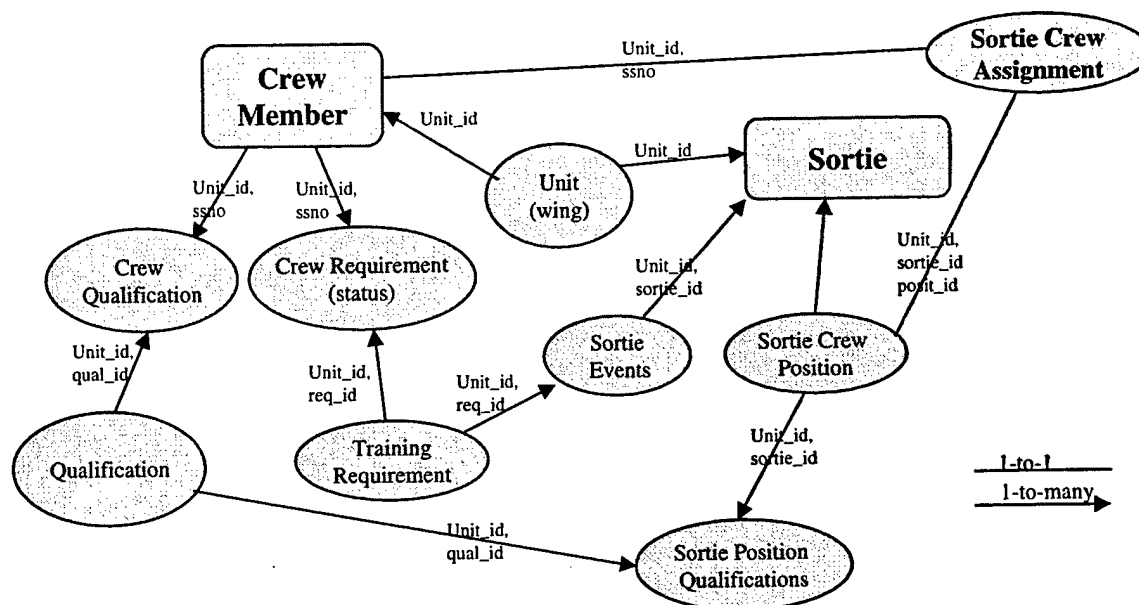 Unit_id,
ssno
Sortie Crew
Assignment
Crew
Member
Unit_id
Unit_id
Sortie
Unit
(wing)
Unit_id,
ssno
Unit_id,
ssno
Unit_id,
sortie_id
posit_id
Crew
Qualification
Crew Requirement
(status)
Unit_id,
sortie_id
Sortie
Events
Sortie Crew
Position
Unit_id,
qual_id
Unit_id,
req_id
Unit_id,
req_id
Unit_id,
sortie_id
Qualification
Training
Requirement
1-to-1
1-to-many
Unit_id,
qual_id
Sortie Position
Qualifications